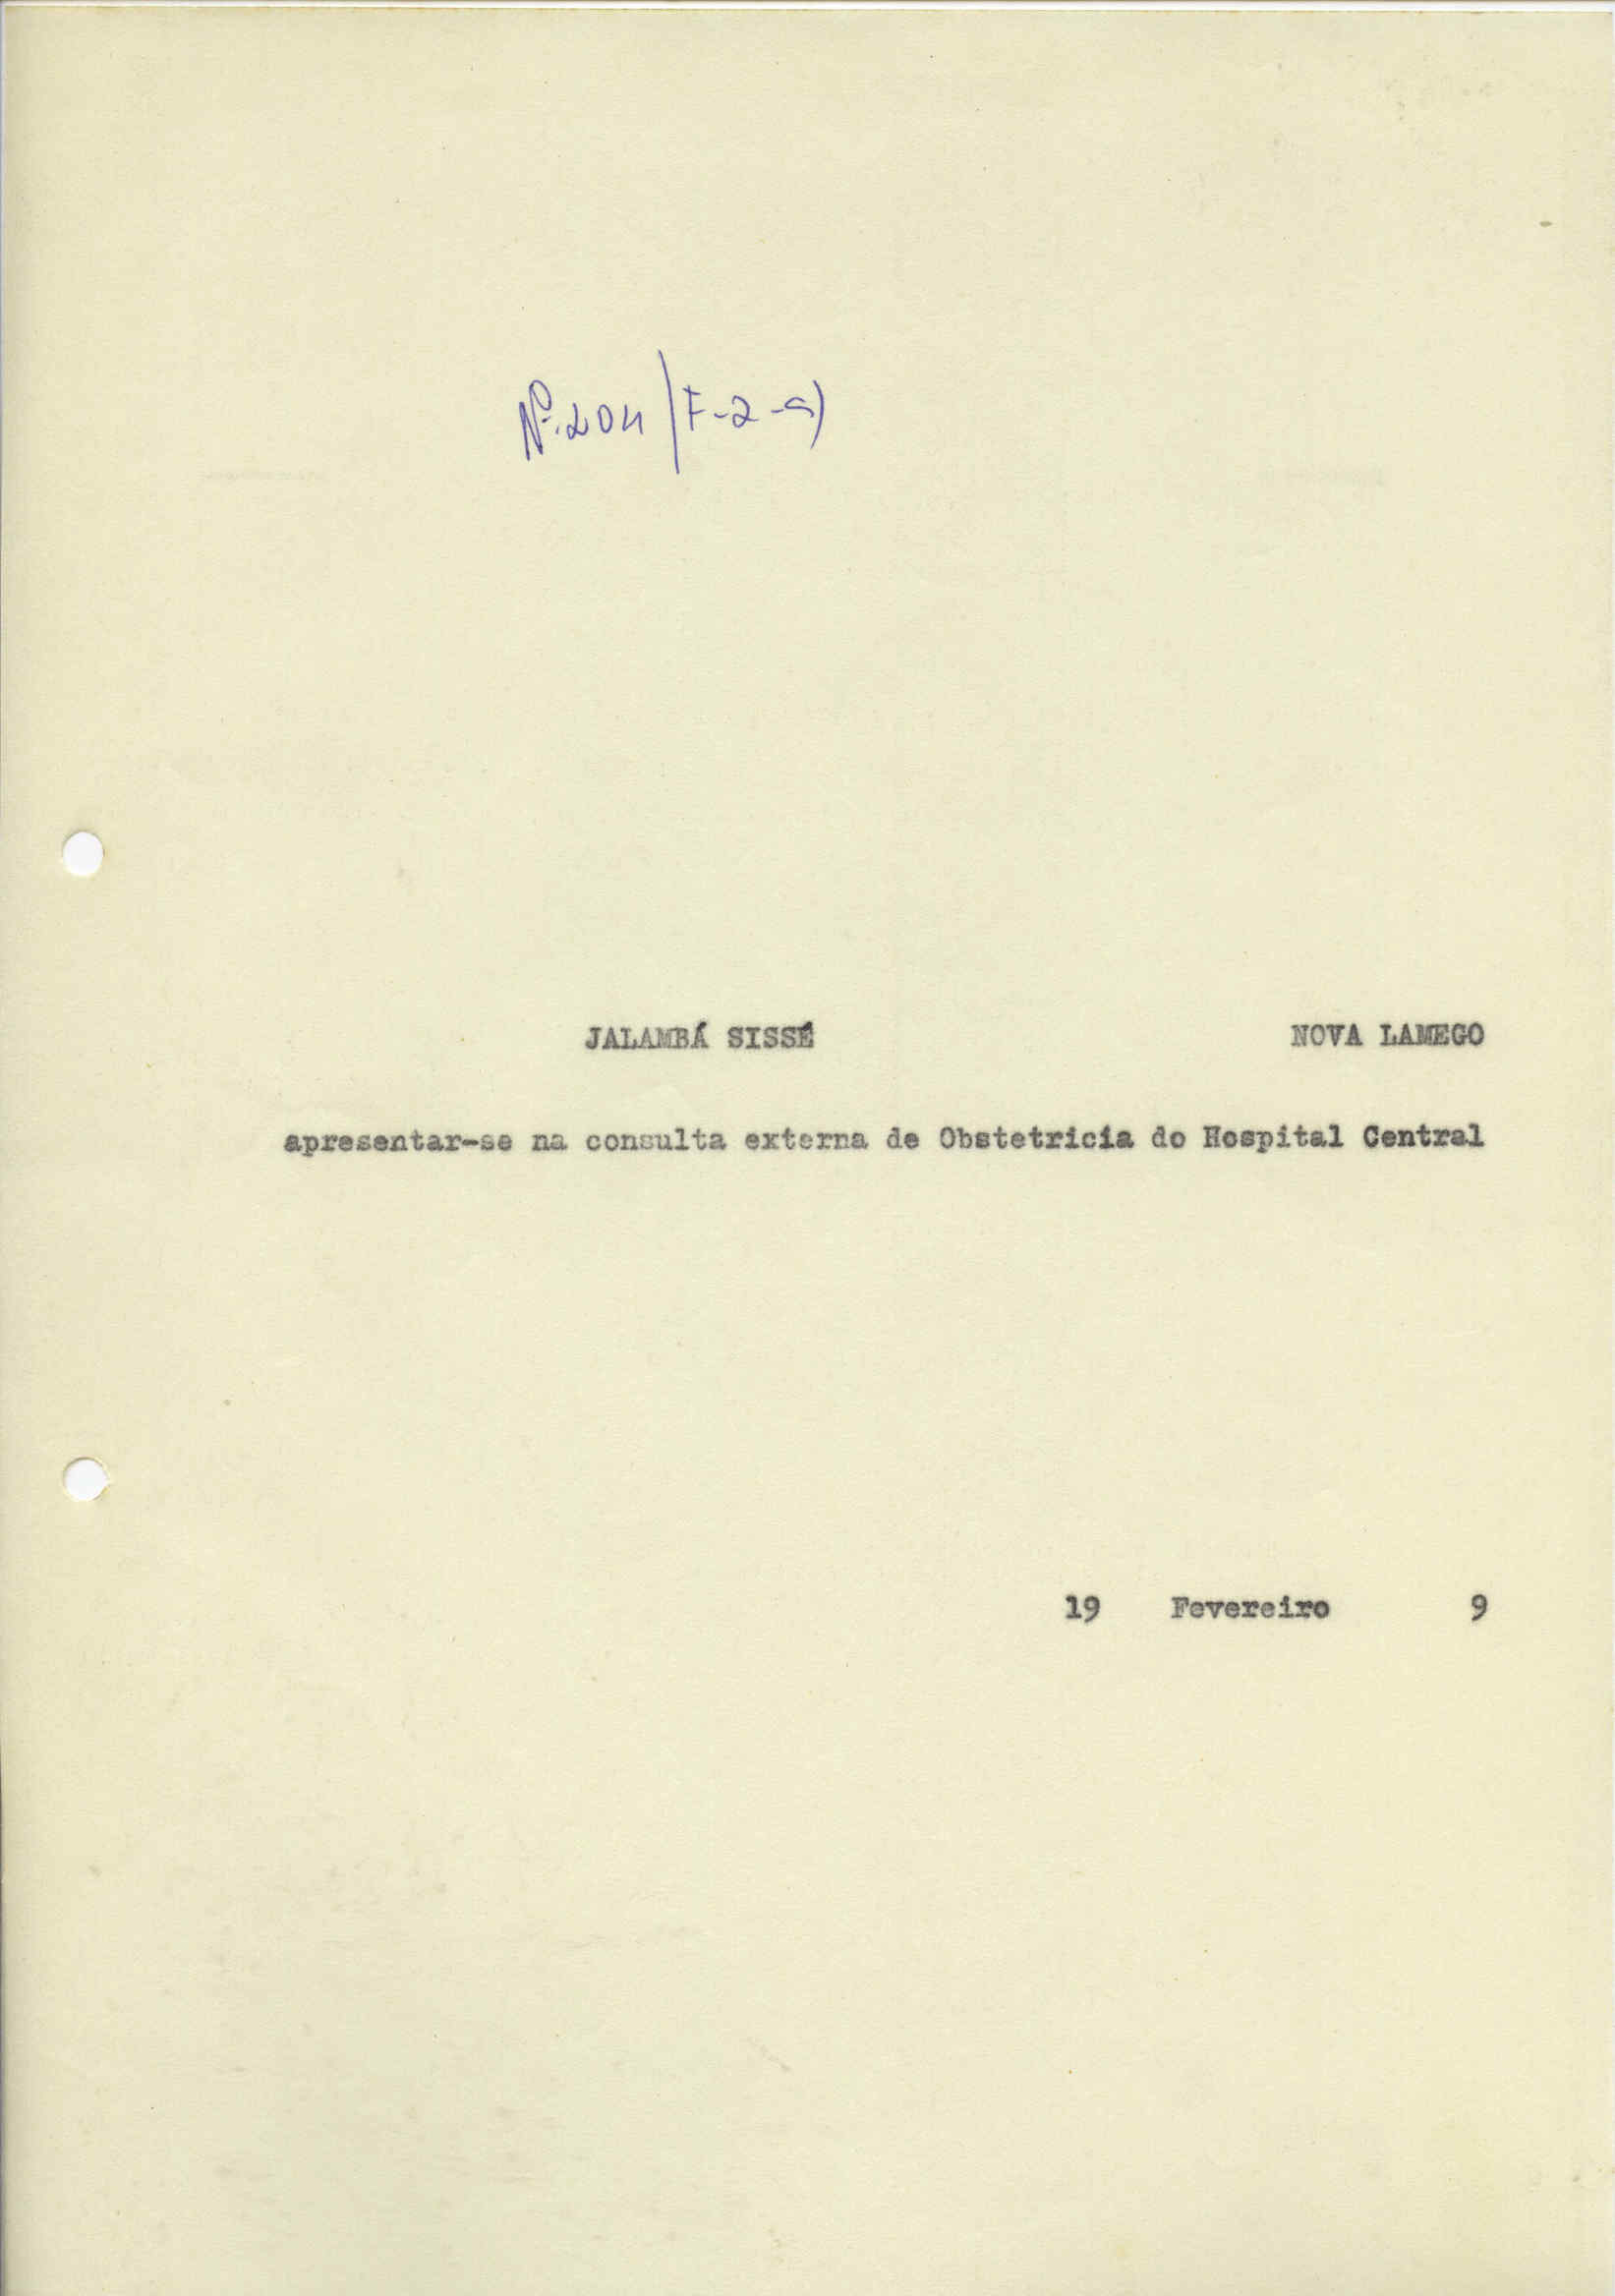 Nº.204/F-2-a)
JALAMBÁ SISSÉ NOVA LAMEGO
apresentar-se na consulta externa de Obstetricia do Hospital Central
19 Fevereiro 9